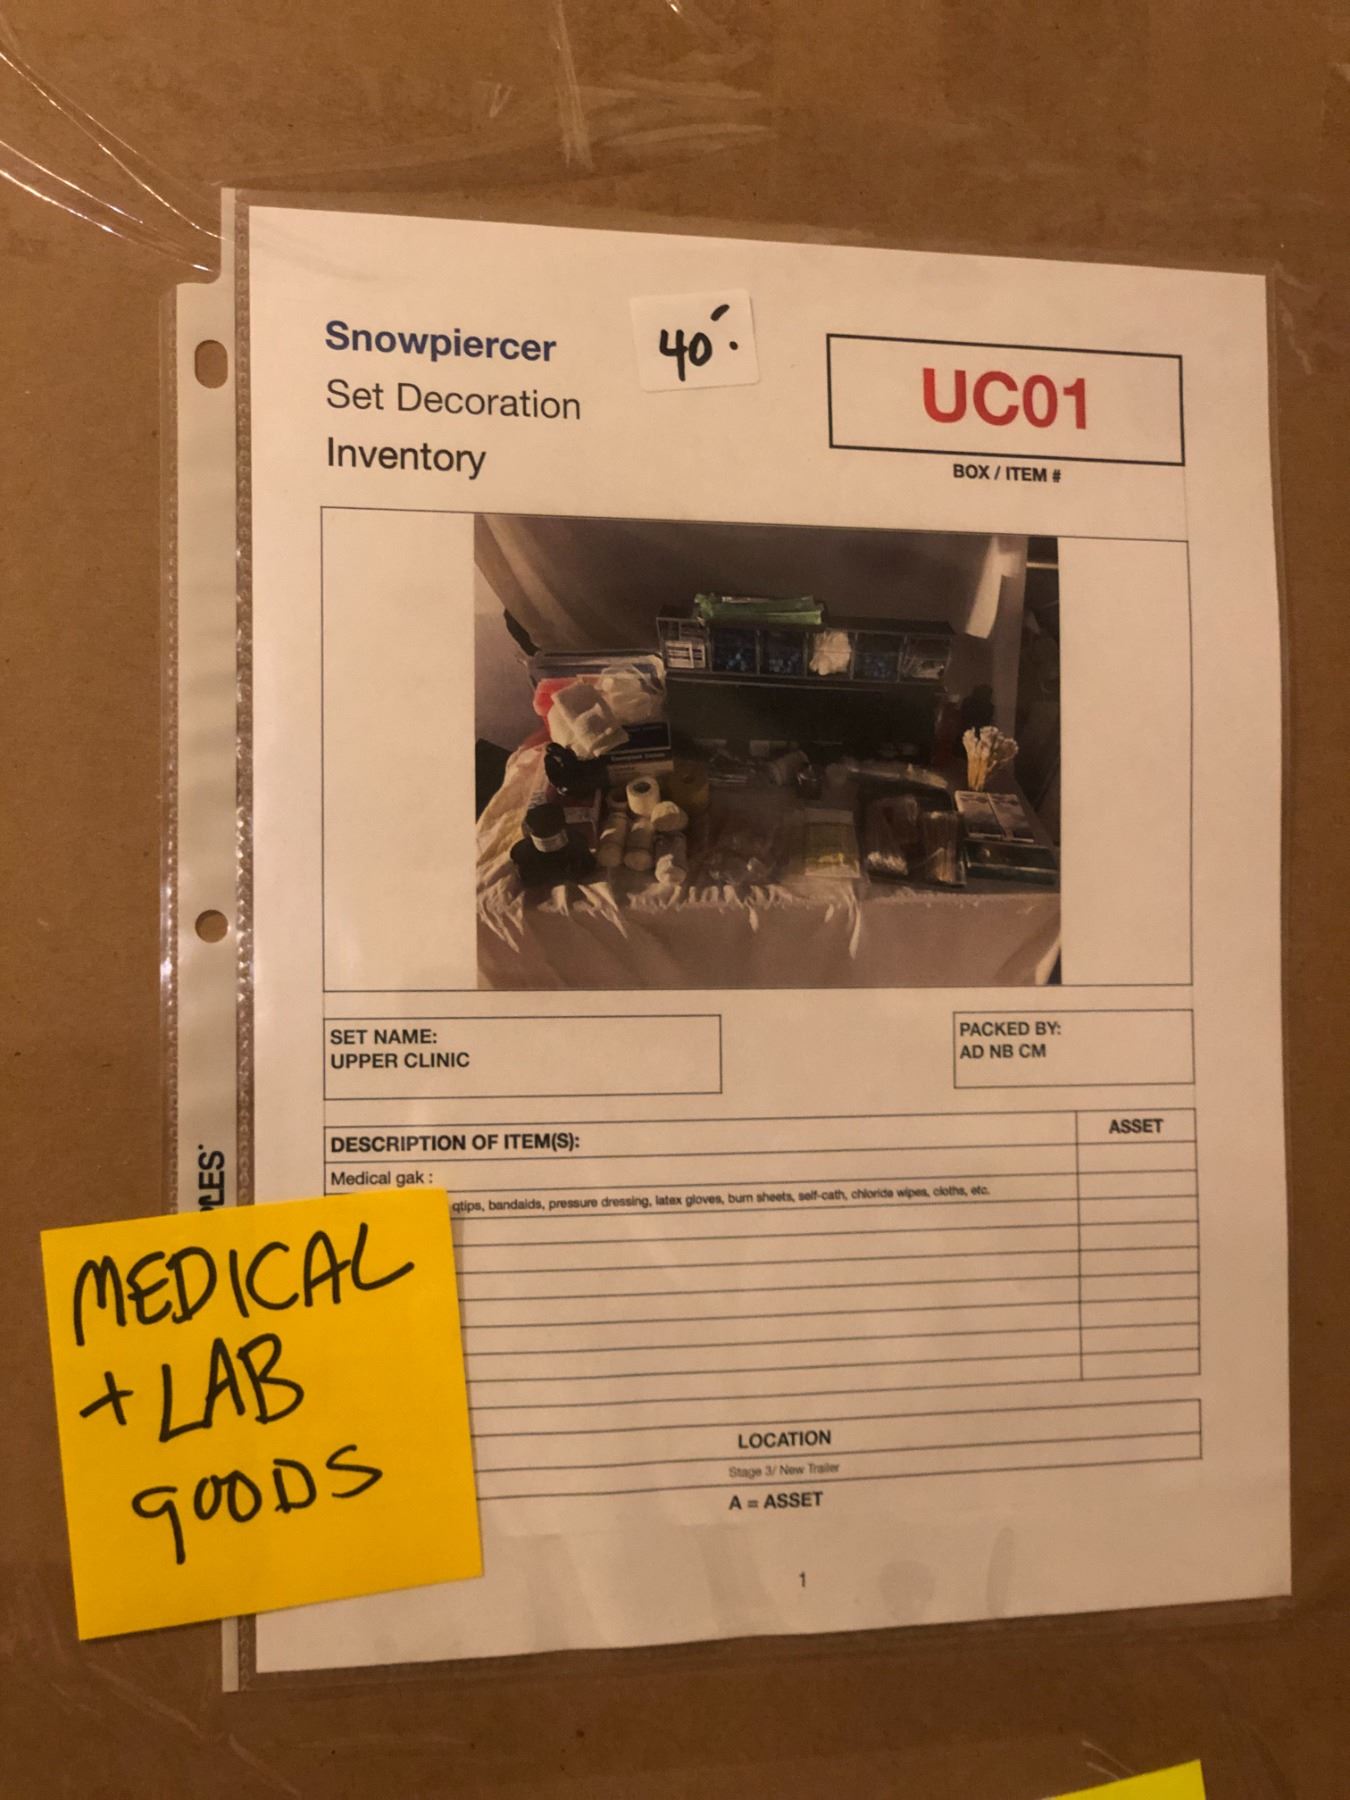 Snowpiercer
Set Decoration
Inventory
40'.
UC01
BOX / ITEM #
SET NAME:
UPPER CLINIC
PACKED BY:
AD NB CM
DESCRIPTION OF ITEM(S):
ASSET
Medical gak :
qtips, bandaids, pressure dressing, latex gloves, burn sheets, self-cath, chloride wipes, cloths, etc.
MEDICAL
+ LAB
GOODS
LOCATION
Stage 3/ New Trailer
A = ASSET
1